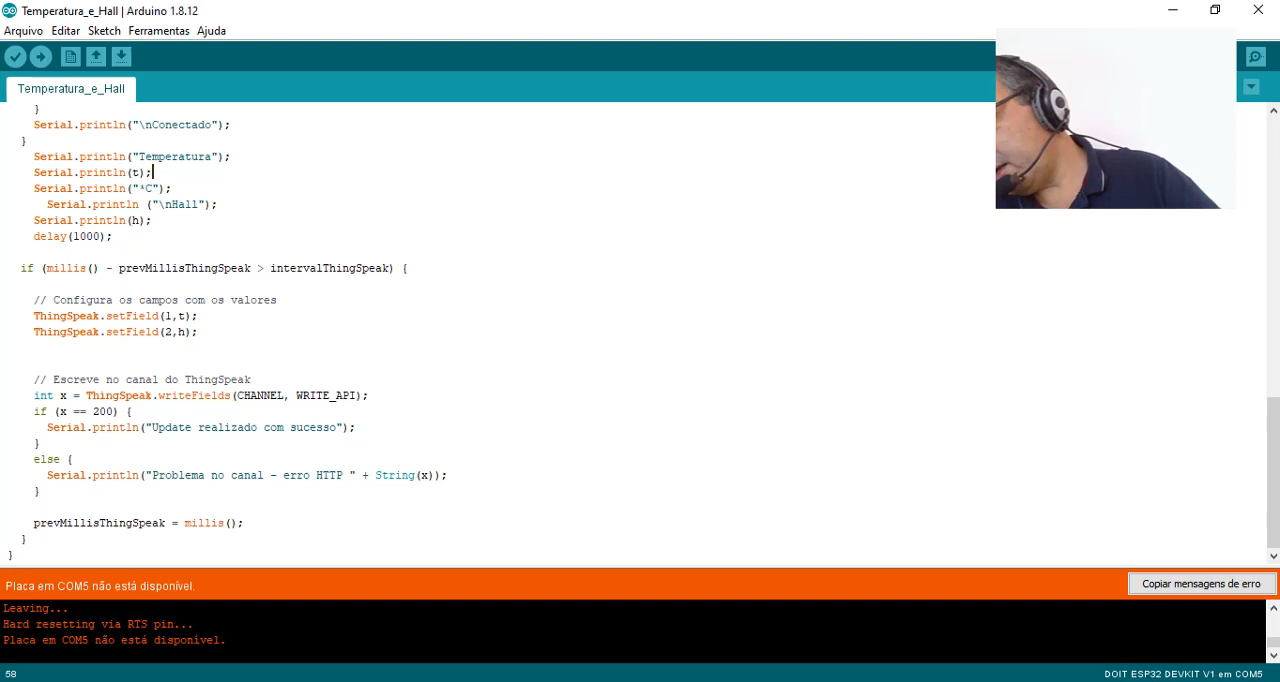 Temperatura_e_Hall | Arduino 1.8.12
Arquivo Editar Sketch Ferramentas Ajuda
Temperatura_e_Hall
}
Serial.println("\nConectado");
}
Serial.println("Temperatura");
Serial.println(t);
Serial.println("*C");
Serial.println ("\nHall");
Serial.println(h);
delay(1000);
if (millis() - prevMillisThingSpeak > intervalThingSpeak) {
// Configura os campos com os valores
ThingSpeak.setField(1,t);
ThingSpeak.setField(2,h);
// Escreve no canal do ThingSpeak
int x = ThingSpeak.writeFields(CHANNEL, WRITE_API);
if (x == 200) {
Serial.println("Update realizado com sucesso");
}
else {
Serial.println("Problema no canal - erro HTTP " + String(x));
}
prevMillisThingSpeak = millis();
}
}
Placa em COM5 não está disponível.
Copiar mensagens de erro
Leaving...
Hard resetting via RTS pin...
Placa em COM5 não está disponível.
58
DOIT ESP32 DEVKIT V1 em COM5